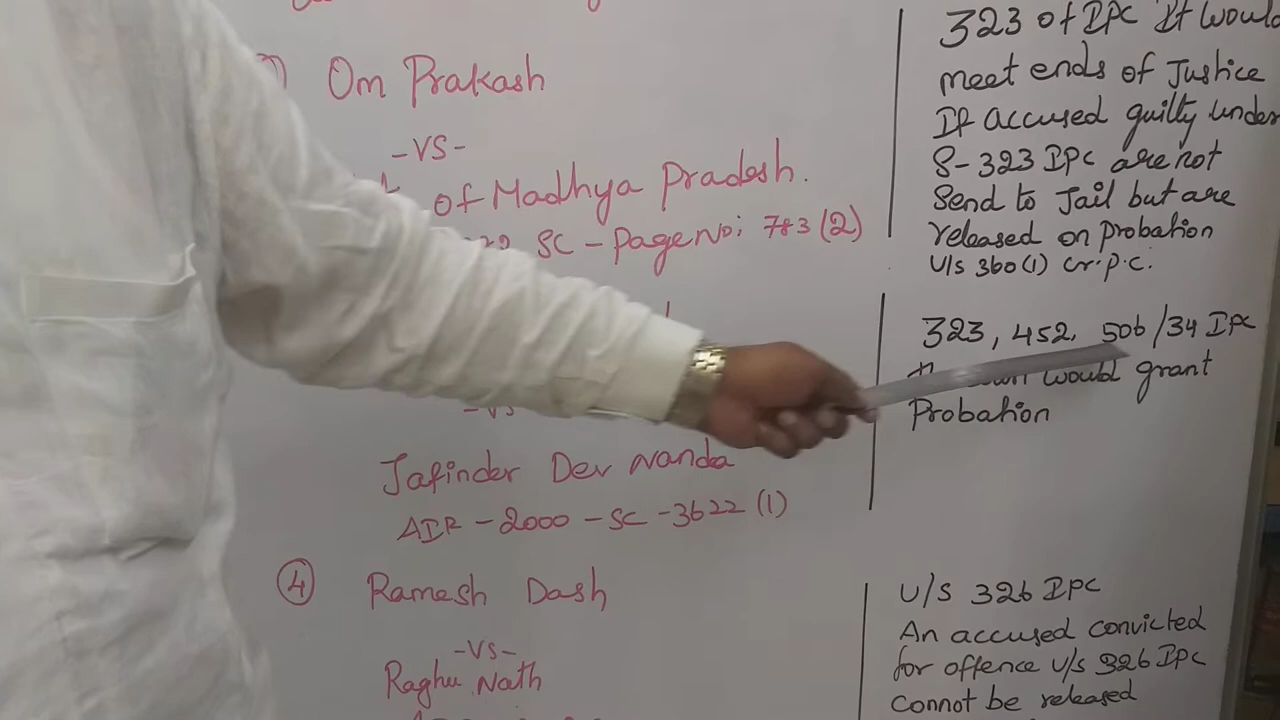 Om Prakash
-VS-
of Madhya Pradesh.
SC - Page No: 783 (2)
323 of IPC It would
meet ends of Justice
If accused guilty under
S-323 IPC are not
Send to Jail but are
released on probation
U/s 360(1) Cr.P.C.
-VS
Jafinder Dev Nanda
AIR - 2000 - SC - 3622 (1)
323, 452, 506/34 IPC
would grant
Probation
4 Ramesh Dash
-VS-
Raghu Nath
U/S 326 IPC
An accused convicted
for offence U/s 326 IPC
connot be released